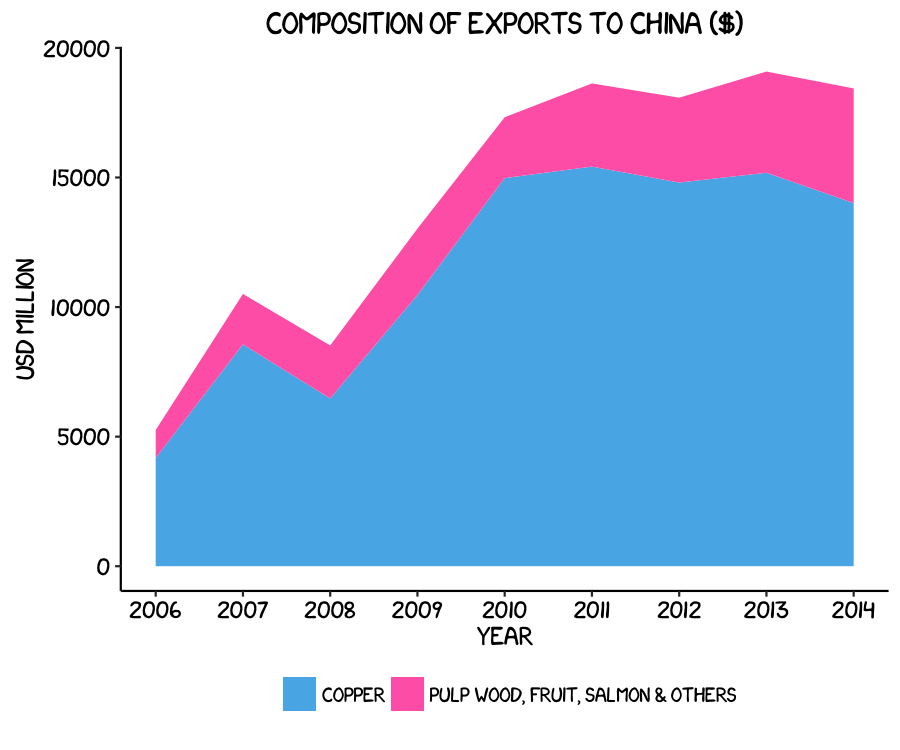 COMPOSITION OF EXPORTS TO CHINA ($)
20000
15000
10000
5000
0
USD MILLION
2006 2007 2008 2009 2010 2011 2012 2013 2014
YEAR
COPPER PULP WOOD, FRUIT, SALMON & OTHERS